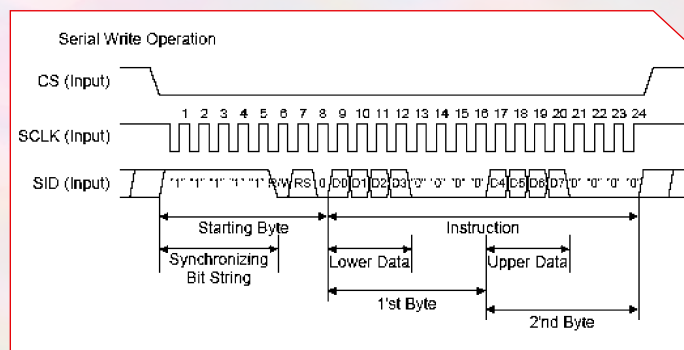 Serial Write Operation
CS (Input)
1 2 3 4 5 6 7 8 9 10 11 12 13 14 15 16 17 18 19 20 21 22 23 24
SCLK (Input)
SID (Input) "1" "1" "1" "1" "1" R/W RS 0 D0 D1 D2 D3 "0" "0" "0" "0" D4 D5 D6 D7 "0" "0" "0" "0"
Starting Byte Instruction
Synchronizing Lower Data Upper Data
Bit String
1'st Byte
2'nd Byte